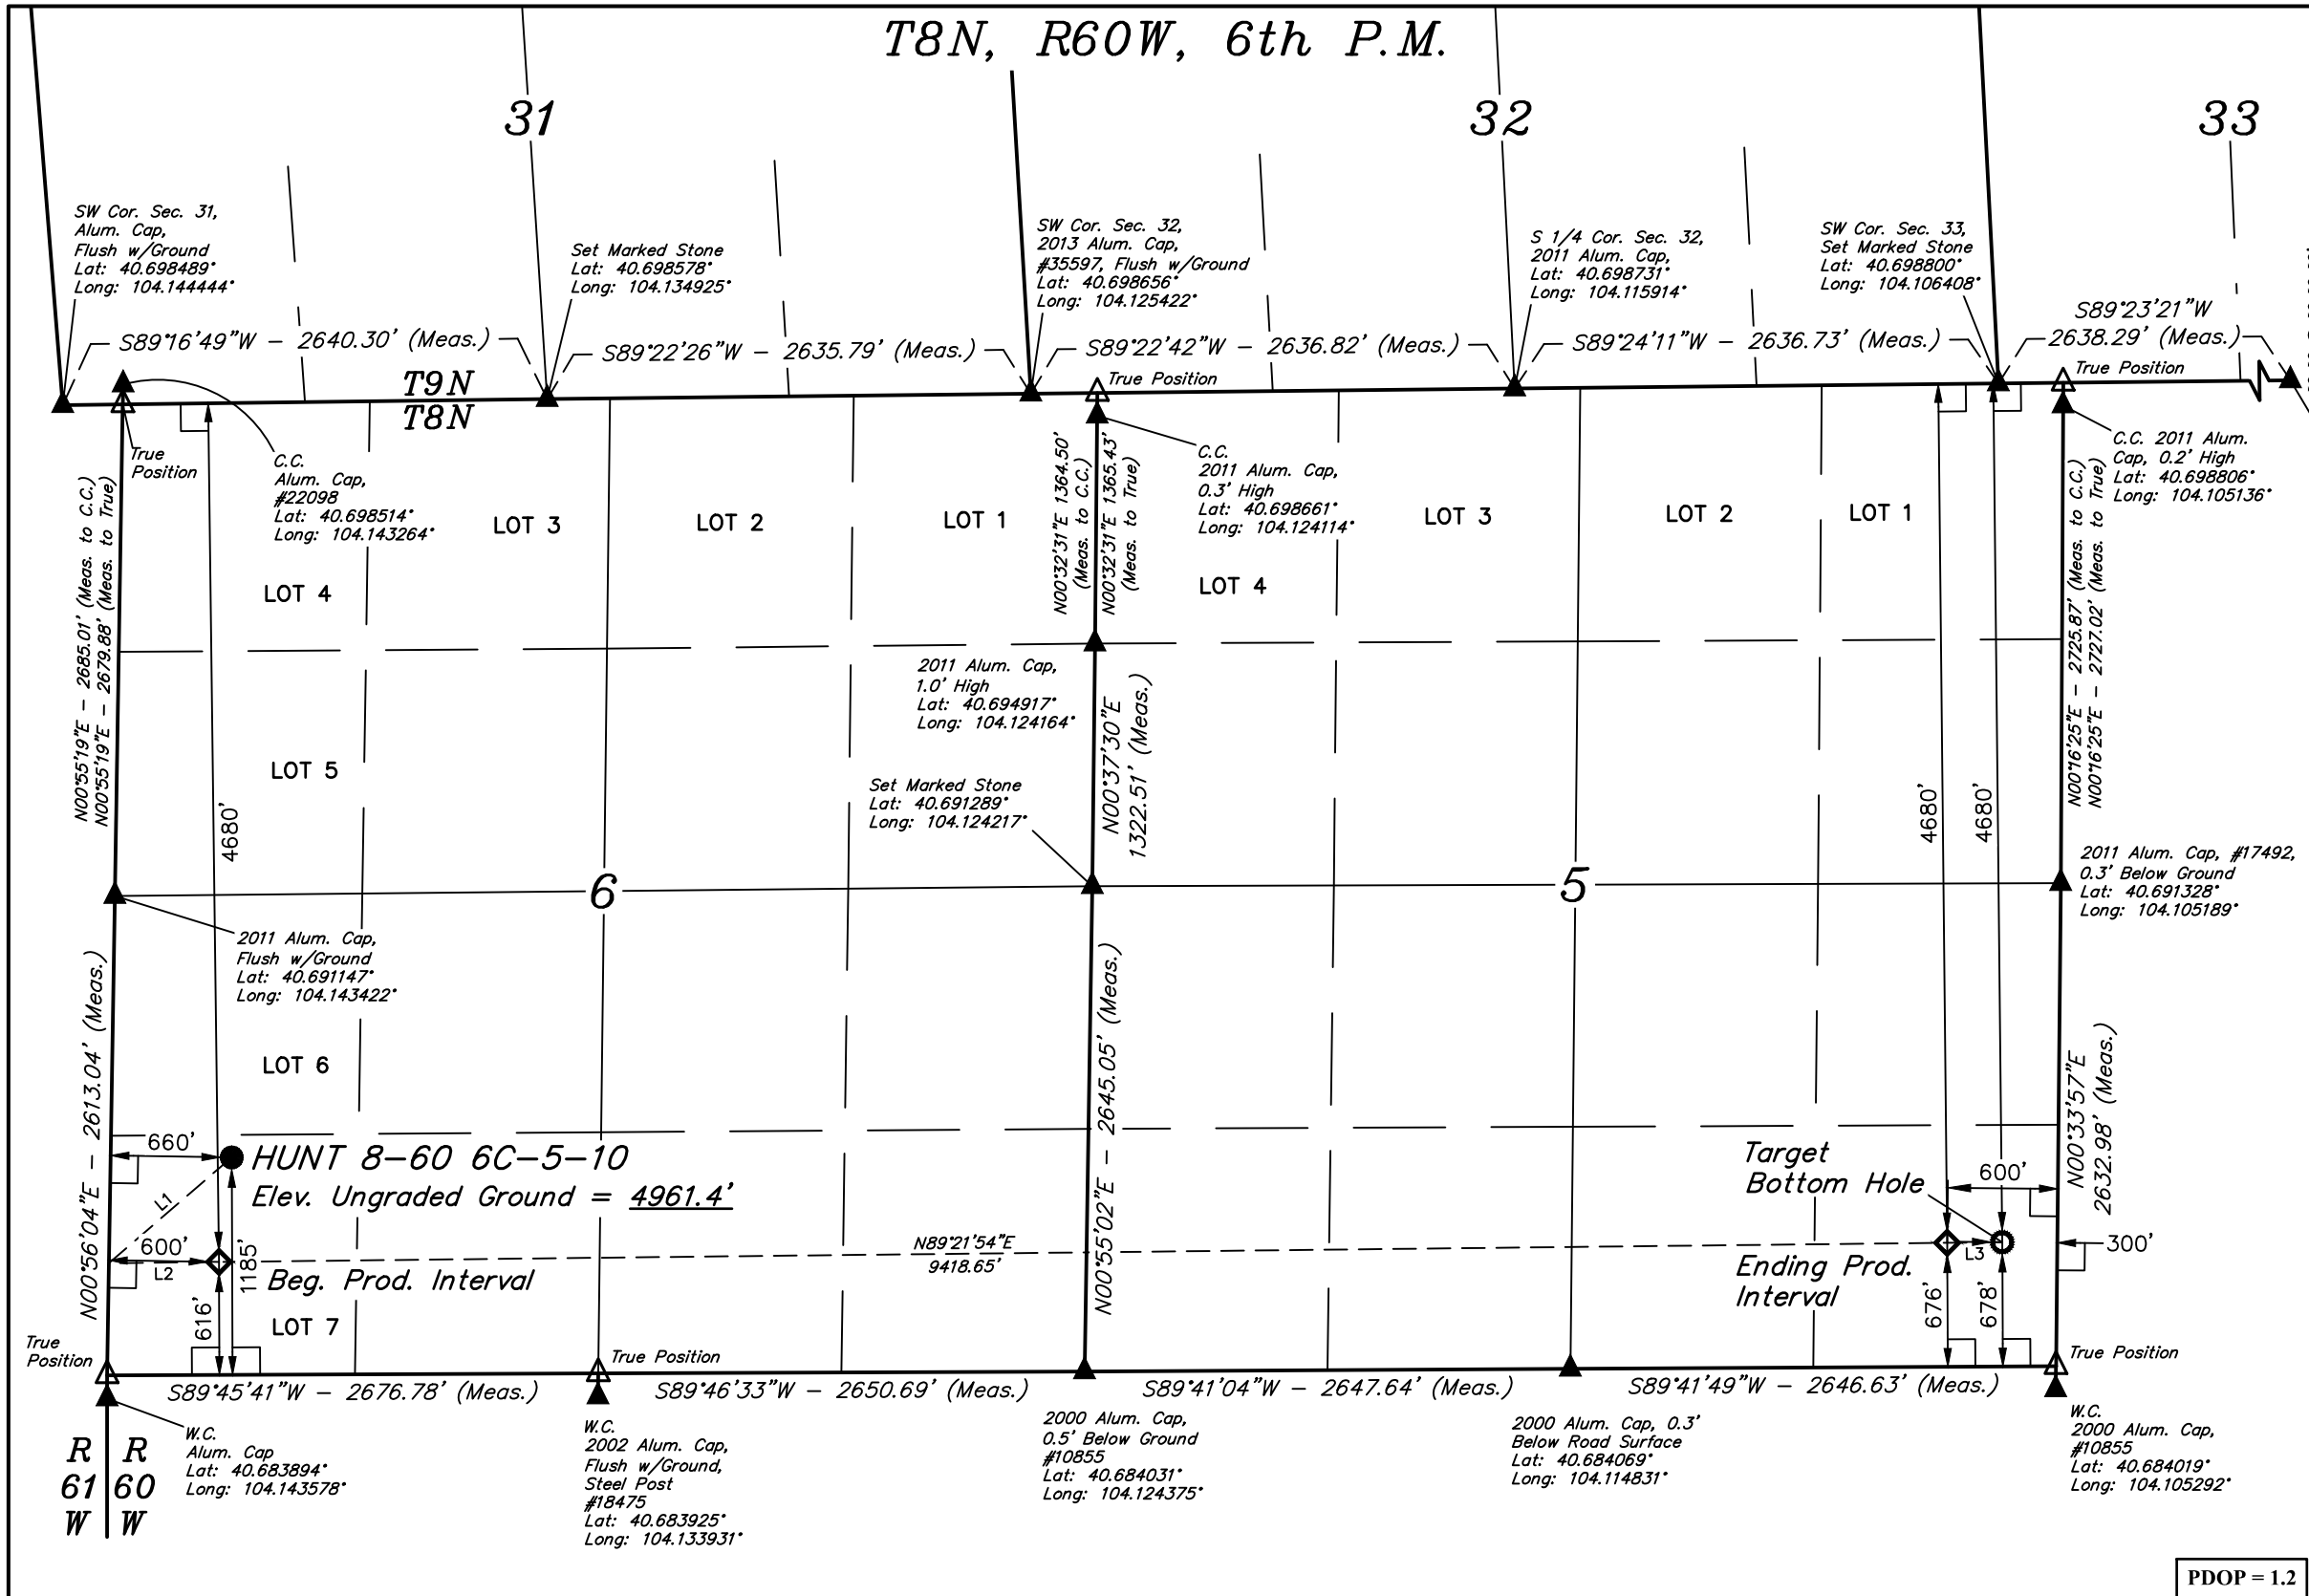 T8N, R60W, 6th P.M.
31
32
33
SW Cor. Sec. 31,
Alum. Cap,
Flush w/Ground
Lat: 40.698489°
Long: 104.144444°
Set Marked Stone
Lat: 40.698578°
Long: 104.134925°
SW Cor. Sec. 32,
2013 Alum. Cap,
#35597, Flush w/Ground
Lat: 40.698656°
Long: 104.125422°
S 1/4 Cor. Sec. 32,
2011 Alum. Cap,
Lat: 40.698731°
Long: 104.115914°
SW Cor. Sec. 33,
Set Marked Stone
Lat: 40.698800°
Long: 104.106408°
S89°16'49"W - 2640.30' (Meas.)
S89°22'26"W - 2635.79' (Meas.)
S89°22'42"W - 2636.82' (Meas.)
S89°24'11"W - 2636.73' (Meas.)
S89°23'21"W
2638.29' (Meas.)
T9N
T8N
True Position
True Position
True
Position
C.C.
Alum. Cap,
#22098
Lat: 40.698514°
Long: 104.143264°
C.C.
2011 Alum. Cap,
0.3' High
Lat: 40.698661°
Long: 104.124114°
C.C. 2011 Alum.
Cap, 0.2' High
Lat: 40.698806°
Long: 104.105136°
N00°55'19"E - 2685.01' (Meas. to C.C.)
N00°55'19"E - 2679.88' (Meas. to True)
N00°32'31"E 1364.50'
(Meas. to C.C.)
N00°32'31"E 1365.43'
(Meas. to True)
N00°16'25"E - 2725.87' (Meas. to C.C.)
N00°16'25"E - 2727.02' (Meas. to True)
LOT 4
LOT 3
LOT 2
LOT 1
LOT 4
LOT 3
LOT 2
LOT 1
2011 Alum. Cap,
1.0' High
Lat: 40.694917°
Long: 104.124164°
N00°37'30"E
1322.51' (Meas.)
LOT 5
4680'
4680'
4680'
Set Marked Stone
Lat: 40.691289°
Long: 104.124217°
2011 Alum. Cap, #17492,
0.3' Below Ground
Lat: 40.691328°
Long: 104.105189°
6
5
2011 Alum. Cap,
Flush w/Ground
Lat: 40.691147°
Long: 104.143422°
N00°56'04"E - 2613.04' (Meas.)
N00°55'02"E - 2645.05' (Meas.)
N00°33'57"E
2632.98' (Meas.)
LOT 6
660'
HUNT 8-60 6C-5-10
Elev. Ungraded Ground = 4961.4'
L1
600'
L2
Beg. Prod. Interval
1185'
616'
LOT 7
N89°21'54"E
9418.65'
Target
Bottom Hole
600'
L3
300'
Ending Prod.
Interval
676'
678'
True
Position
True Position
True Position
S89°45'41"W - 2676.78' (Meas.)
S89°46'33"W - 2650.69' (Meas.)
S89°41'04"W - 2647.64' (Meas.)
S89°41'49"W - 2646.63' (Meas.)
R R
61 60
W W
W.C.
Alum. Cap
Lat: 40.683894°
Long: 104.143578°
W.C.
2002 Alum. Cap,
Flush w/Ground,
Steel Post
#18475
Lat: 40.683925°
Long: 104.133931°
2000 Alum. Cap,
0.5' Below Ground
#10855
Lat: 40.684031°
Long: 104.124375°
2000 Alum. Cap, 0.3'
Below Road Surface
Lat: 40.684069°
Long: 104.114831°
W.C.
2000 Alum. Cap,
#10855
Lat: 40.684019°
Long: 104.105292°
PDOP = 1.2